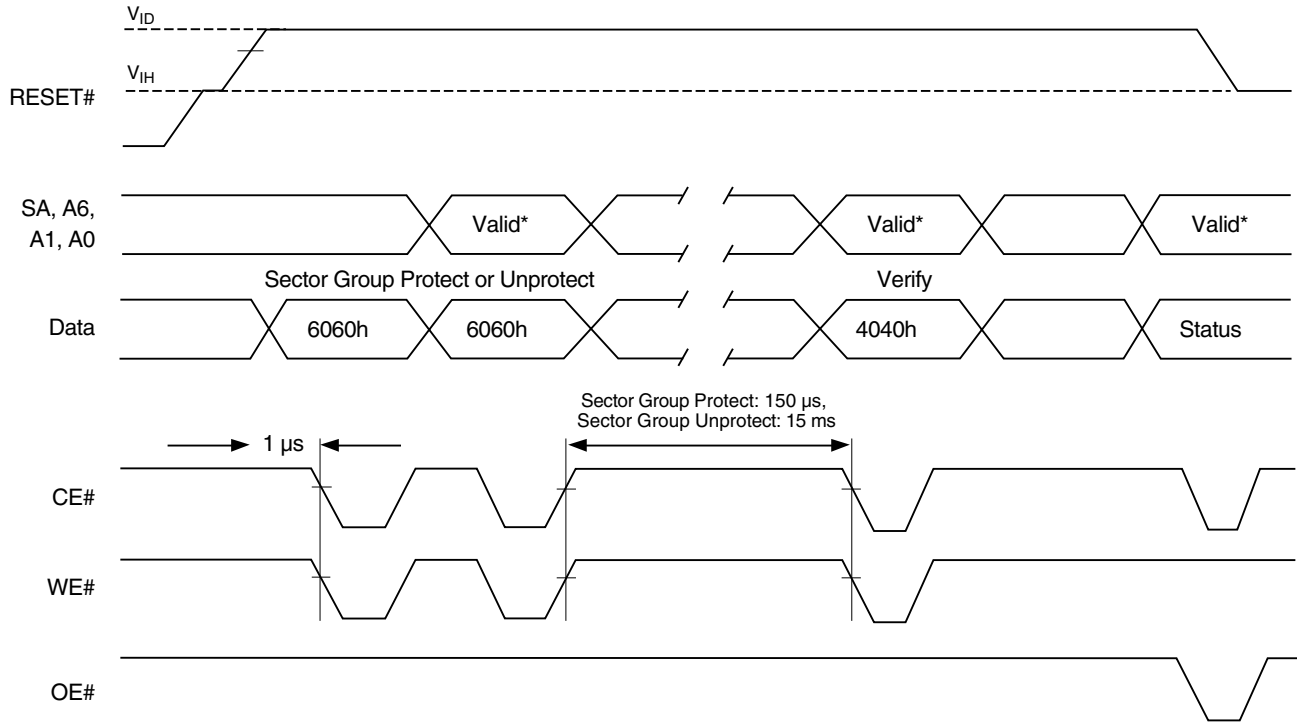 VID
VIH
RESET#
SA, A6,
A1, A0
Valid*
Valid*
Valid*
Sector Group Protect or Unprotect
Verify
Data
6060h
6060h
4040h
Status
Sector Group Protect: 150 µs,
Sector Group Unprotect: 15 ms
1 µs
CE#
WE#
OE#